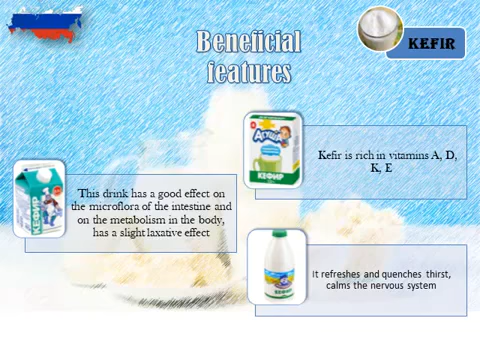 Beneficial
features
KEFIR
Агуша
КЕФИР
Kefir is rich in vitamins A, D,
K, E
КЕФИР
This drink has a good effect on
the microflora of the intestine and
on the metabolism in the body,
has a slight laxative effect
It refreshes and quenches thirst,
calms the nervous system